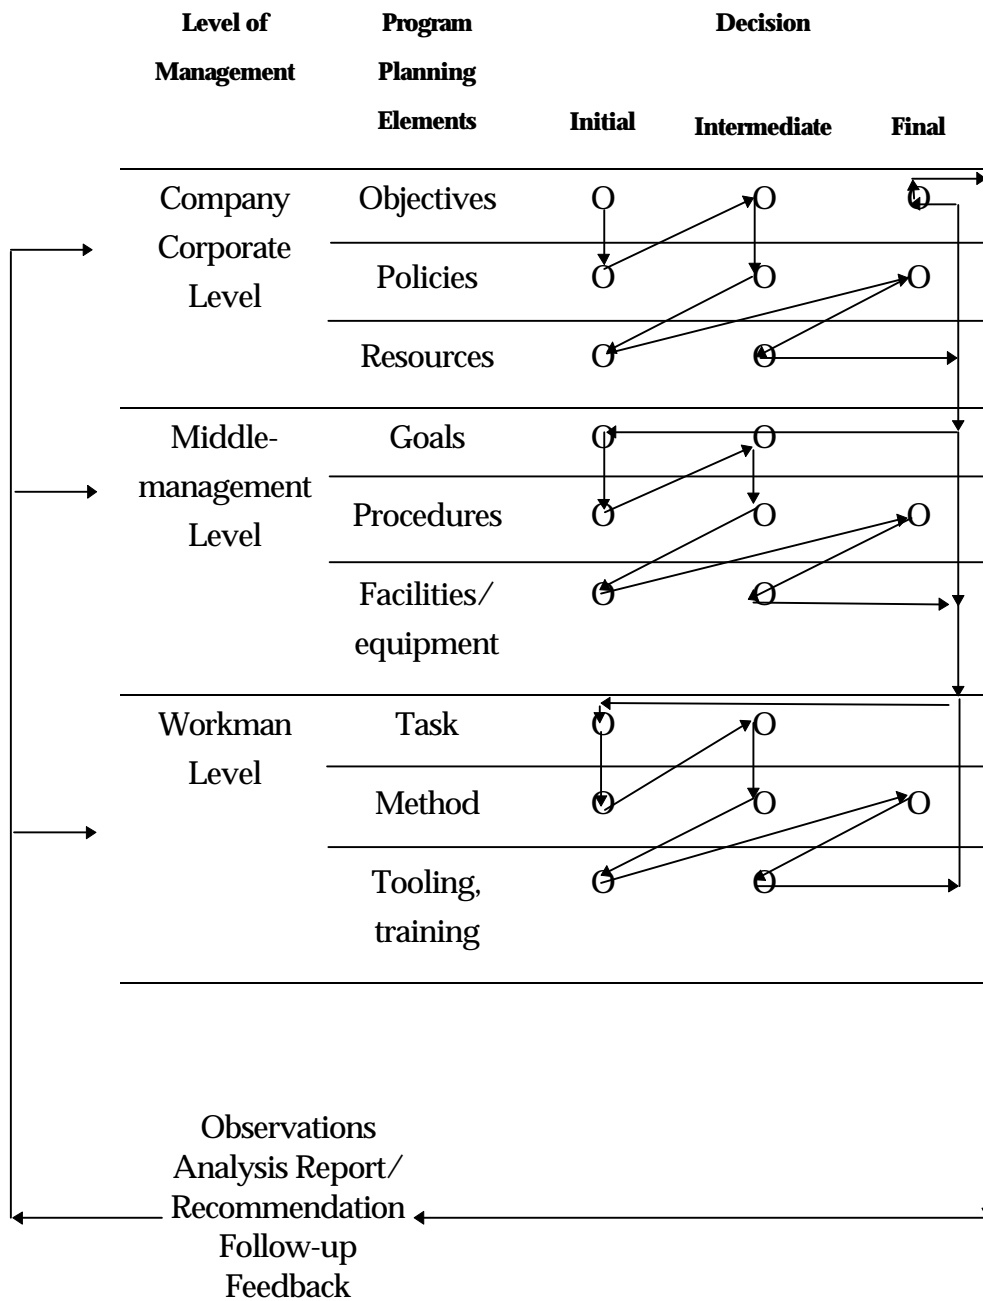 Level of Management
Program Planning Elements
Decision
Initial
Intermediate
Final
Company
Corporate
Level
Objectives
O
O
O
Policies
O
O
O
Resources
O
O
Middle-
management
Level
Goals
O
O
Procedures
O
O
O
Facilities/
equipment
O
O
Workman
Level
Task
O
O
Method
O
O
O
Tooling,
training
O
O
Observations
Analysis Report/
Recommendation
Follow-up
Feedback